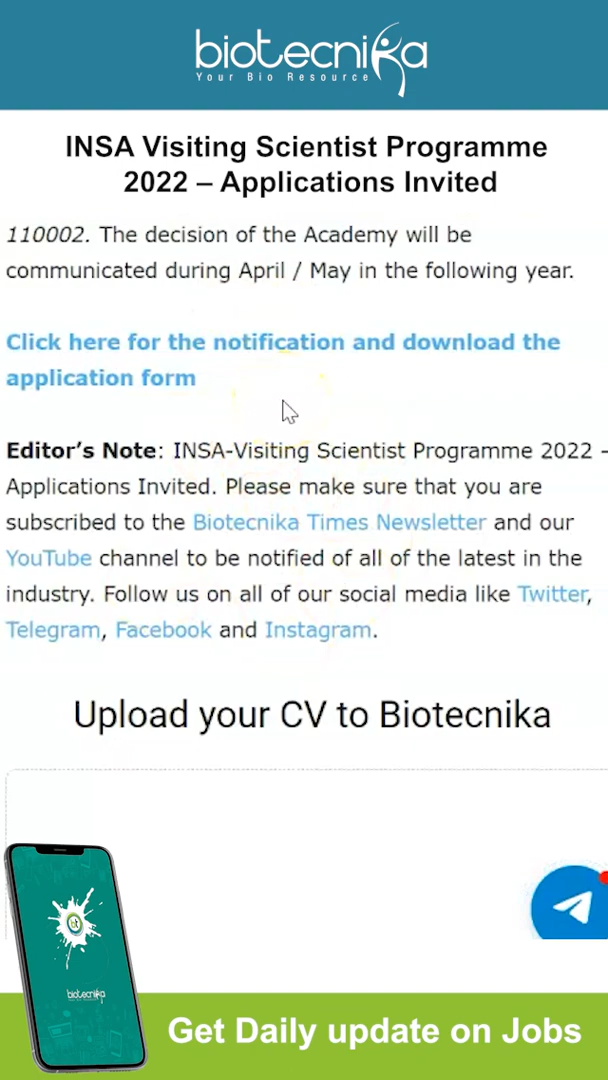 biotecnika
Your Bio Resource
INSA Visiting Scientist Programme
2022 – Applications Invited
110002. The decision of the Academy will be
communicated during April / May in the following year.
Click here for the notification and download the
application form
Editor’s Note: INSA-Visiting Scientist Programme 2022 –
Applications Invited. Please make sure that you are
subscribed to the Biotecnika Times Newsletter and our
YouTube channel to be notified of all of the latest in the
industry. Follow us on all of our social media like Twitter,
Telegram, Facebook and Instagram.
Upload your CV to Biotecnika
bt
biotecnika
Get Daily update on Jobs